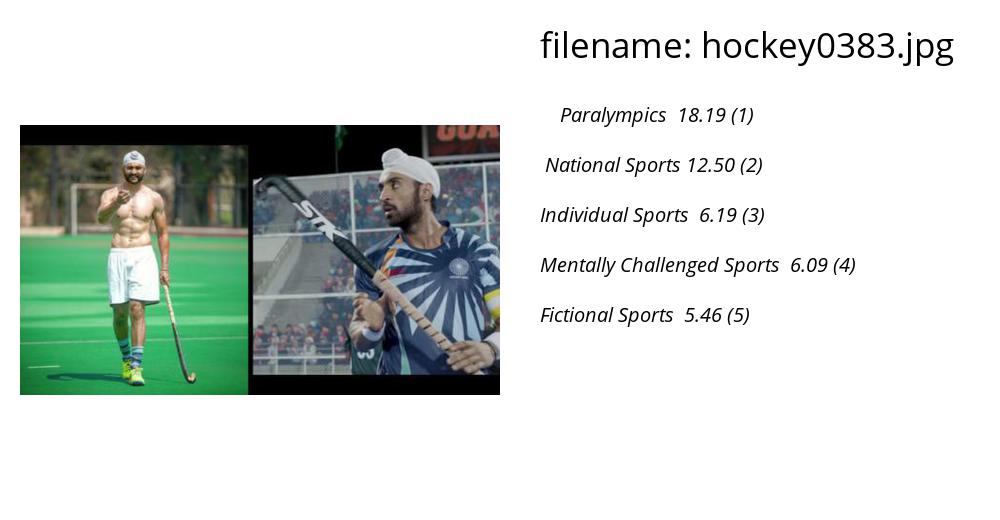 filename: hockey0383.jpg
Paralympics 18.19 (1)
National Sports 12.50 (2)
Individual Sports 6.19 (3)
Mentally Challenged Sports 6.09 (4)
Fictional Sports 5.46 (5)
STK